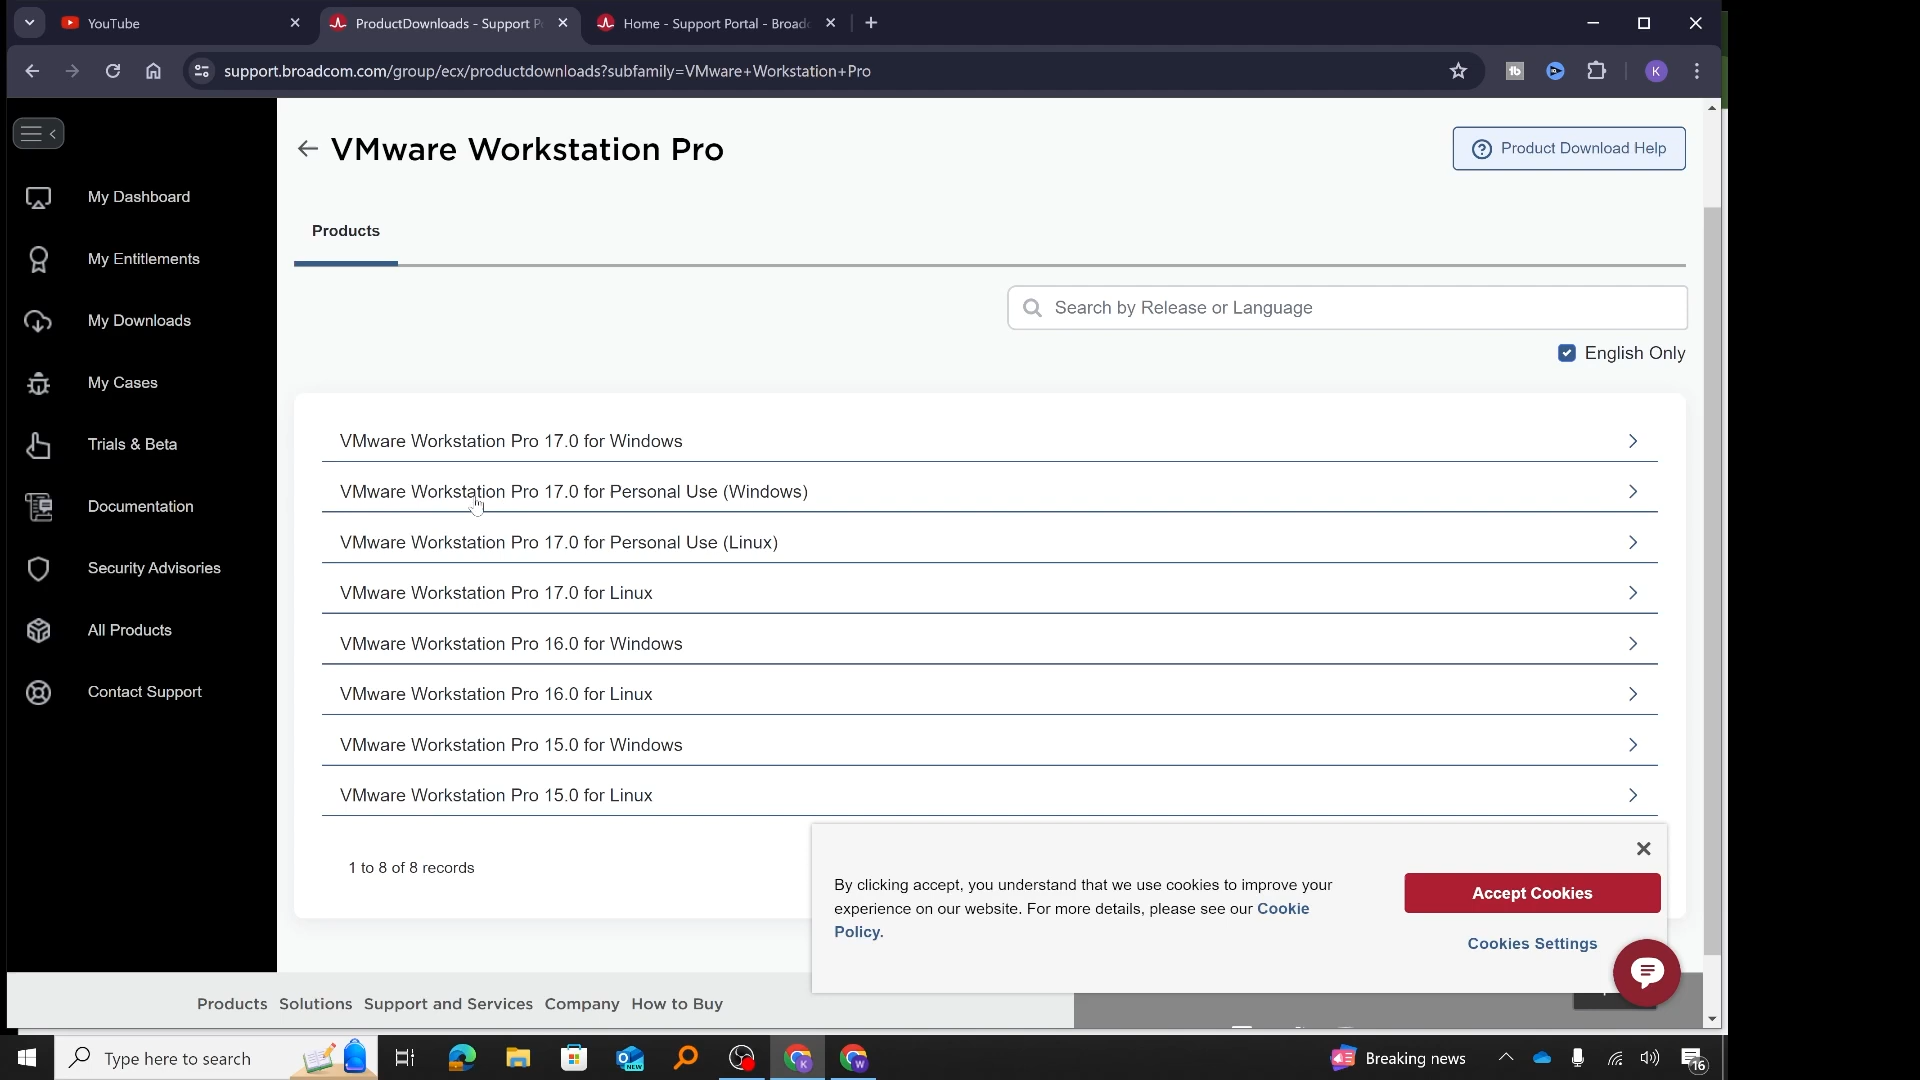 YouTube
ProductDownloads - Support P
Home - Support Portal - Broadc
support.broadcom.com/group/ecx/productdownloads?subfamily=VMware+Workstation+Pro
tb
K
VMware Workstation Pro
Product Download Help
My Dashboard
My Entitlements
My Downloads
My Cases
Trials & Beta
Documentation
Security Advisories
All Products
Contact Support
Products
Search by Release or Language
English Only
VMware Workstation Pro 17.0 for Windows
VMware Workstation Pro 17.0 for Personal Use (Windows)
VMware Workstation Pro 17.0 for Personal Use (Linux)
VMware Workstation Pro 17.0 for Linux
VMware Workstation Pro 16.0 for Windows
VMware Workstation Pro 16.0 for Linux
VMware Workstation Pro 15.0 for Windows
VMware Workstation Pro 15.0 for Linux
1 to 8 of 8 records
By clicking accept, you understand that we use cookies to improve your
experience on our website. For more details, please see our Cookie
Policy.
Accept Cookies
Cookies Settings
Products Solutions Support and Services Company How to Buy
Type here to search
NEW
K
W
Breaking news
16